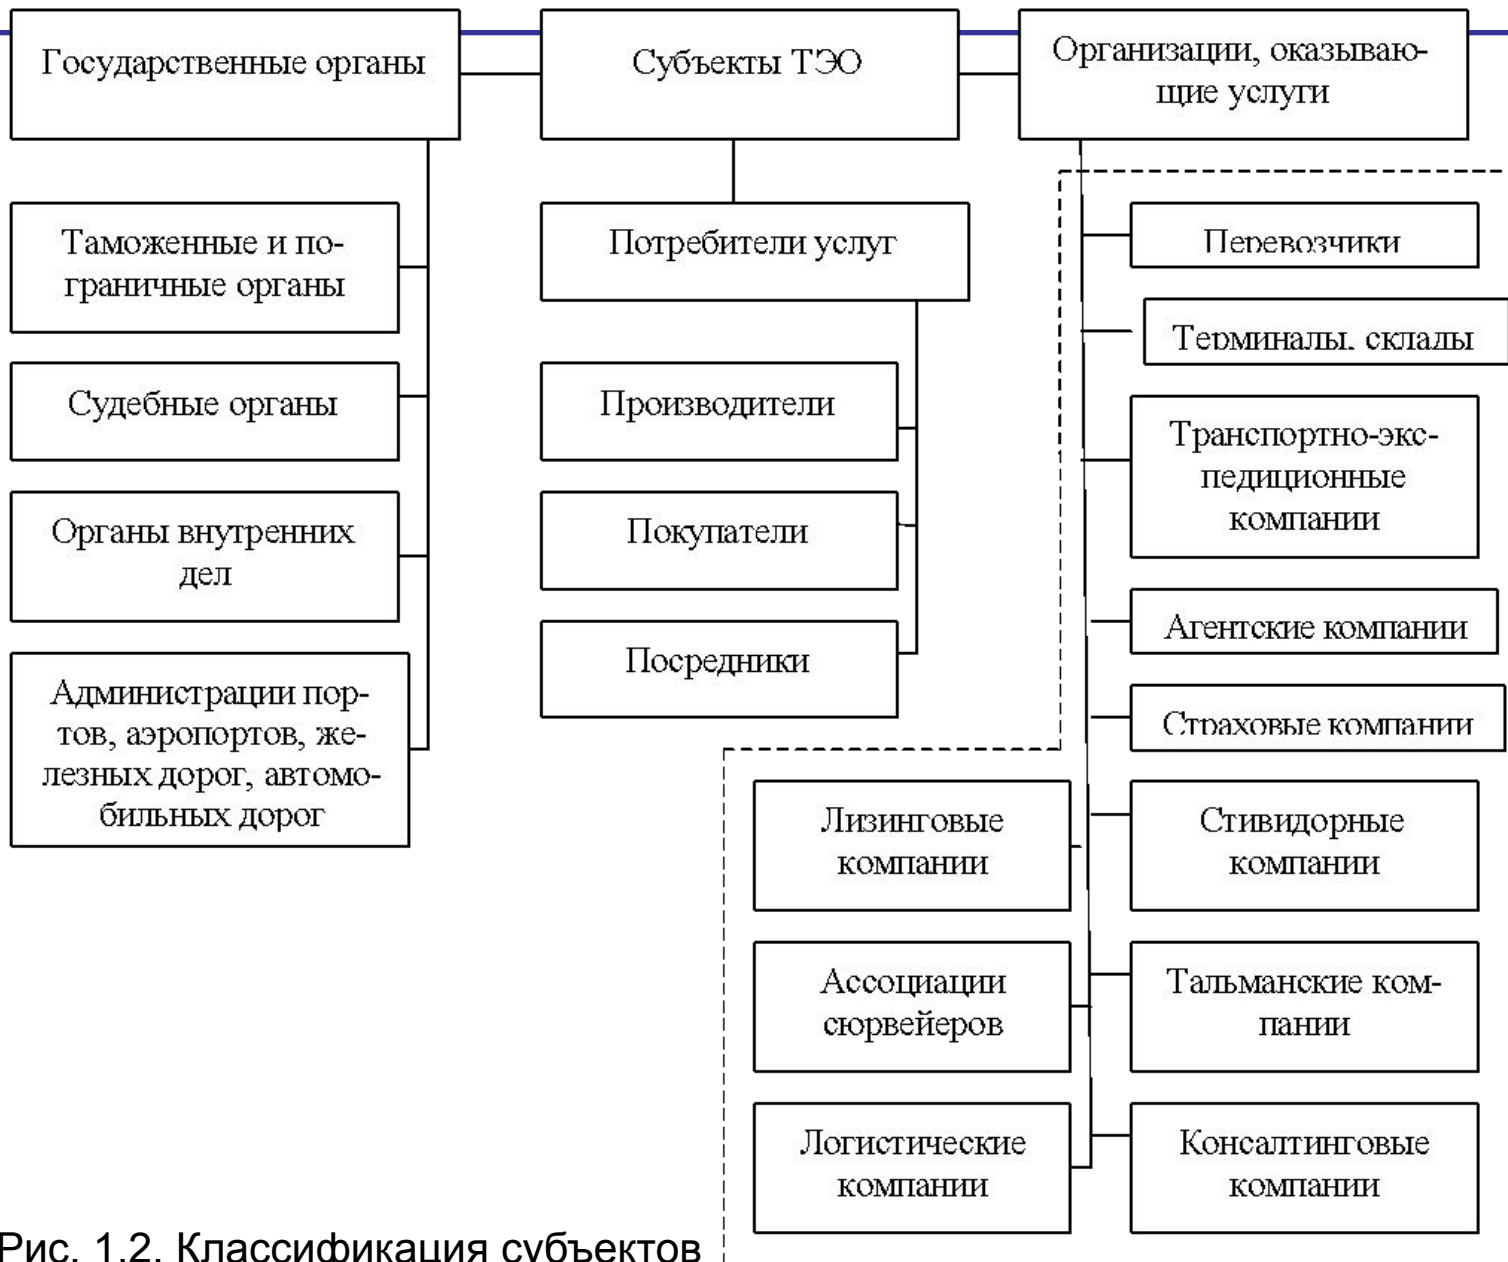 Государственные органы
Субъекты ТЭО
Организации, оказываю-
щие услуги
Таможенные и по-
граничные органы
Судебные органы
Органы внутренних
дел
Администрации пор-
тов, аэропортов, же-
лезных дорог, автомо-
бильных дорог
Потребители услуг
Производители
Покупатели
Посредники
Перевозчики
Терминалы, склады
Транспортно-экс-
педиционные
компании
Агентские компании
Страховые компании
Лизинговые
компании
Стивидорные
компании
Ассоциации
сюрвейеров
Тальманские ком-
пании
Логистические
компании
Консалтинговые
компании
Рис. 1.2. Классификация субъектов